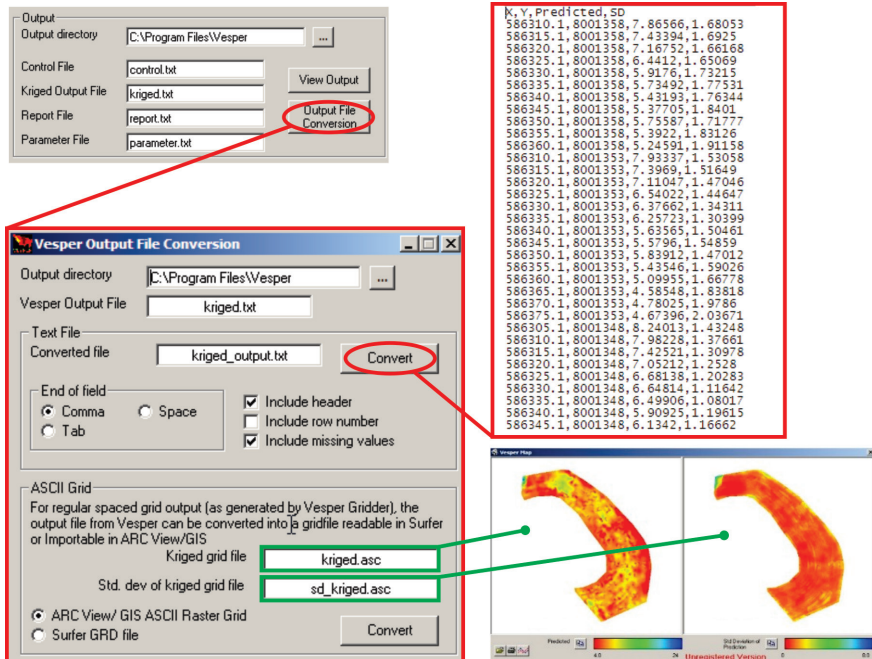 Output
Output directory
C:\Program Files\Vesper
...
Control File
control.txt
Kriged Output File
kriged.txt
Report File
report.txt
Parameter File
parameter.txt
View Output
Output File
Conversion
X,Y,Predicted,SD
586310.1,8001358,7.86566,1.68053
586315.1,8001358,7.43394,1.6925
586320.1,8001358,7.16752,1.66168
586325.1,8001358,6.4412,1.65069
586330.1,8001358,5.9176,1.73215
586335.1,8001358,5.73492,1.77531
586340.1,8001358,5.43193,1.76344
586345.1,8001358,5.37705,1.8401
586350.1,8001358,5.75587,1.71777
586355.1,8001358,5.3922,1.83126
586360.1,8001358,5.24591,1.91158
586310.1,8001353,7.93337,1.53058
586315.1,8001353,7.3969,1.51649
586320.1,8001353,7.11047,1.47046
586325.1,8001353,6.54022,1.44647
586330.1,8001353,6.37662,1.34311
586335.1,8001353,6.25723,1.30399
586340.1,8001353,5.63565,1.50461
586345.1,8001353,5.5796,1.54859
586350.1,8001353,5.83912,1.47012
586355.1,8001353,5.43546,1.59026
586360.1,8001353,5.09955,1.66778
586365.1,8001353,4.58548,1.83818
586370.1,8001353,4.78025,1.9786
586375.1,8001353,4.67396,2.03671
586305.1,8001348,8.24013,1.43248
586310.1,8001348,7.98228,1.37661
586315.1,8001348,7.42521,1.30978
586320.1,8001348,7.05212,1.2528
586325.1,8001348,6.68138,1.20283
586330.1,8001348,6.64814,1.11642
586335.1,8001348,6.49906,1.08017
586340.1,8001348,5.90925,1.19615
586345.1,8001348,6.1342,1.16662
Vesper Output File Conversion
Output directory
C:\Program Files\Vesper
...
Vesper Output File
kriged.txt
Text File
Converted file
kriged_output.txt
Convert
End of field
Comma
Space
Tab
Include header
Include row number
Include missing values
ASCII Grid
For regular spaced grid output (as generated by Vesper Gridder), the
output file from Vesper can be converted into a gridfile readable in Surfer
or Importable in ARC View/GIS
Kriged grid file
kriged.asc
Std. dev of kriged grid file
sd_kriged.asc
ARC View/ GIS ASCII Raster Grid
Surfer GRD file
Convert
Vesper Map
Predicted
4.0
26
Std Deviation of
Prediction
Unregistered Version
0